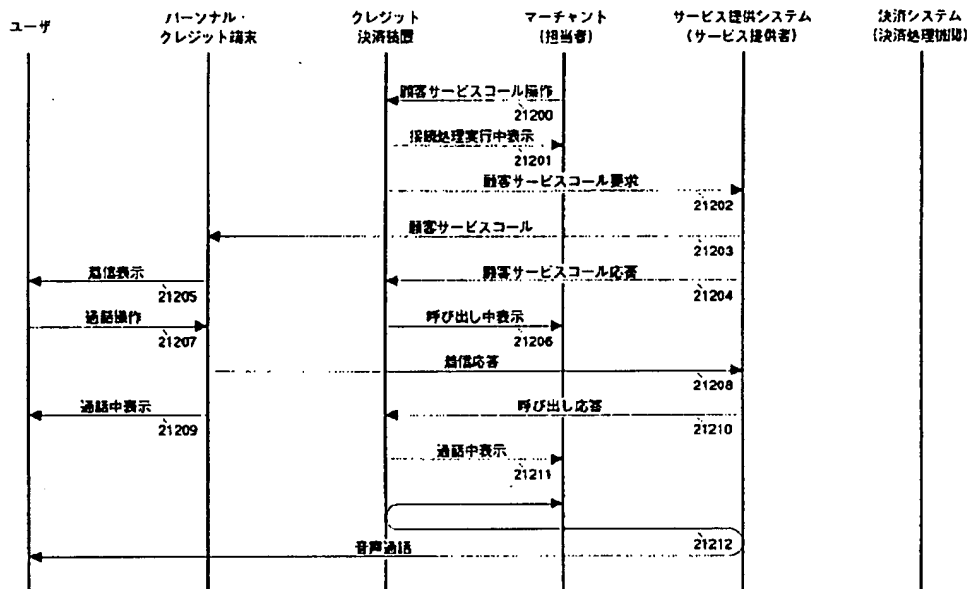 ユーザ
パーソナル・
クレジット端末
クレジット
決済装置
マーチャント
(担当者)
サービス提供システム
(サービス提供者)
決済システム
(決済処理機関)
顧客サービスコール操作
21200
接続処理実行中表示
21201
顧客サービスコール要求
21202
顧客サービスコール
21203
着信表示
21205
顧客サービスコール応答
21204
通話操作
21207
呼び出し中表示
21206
着信応答
21208
通話中表示
21209
呼び出し応答
21210
通話中表示
21211
音声通話
21212